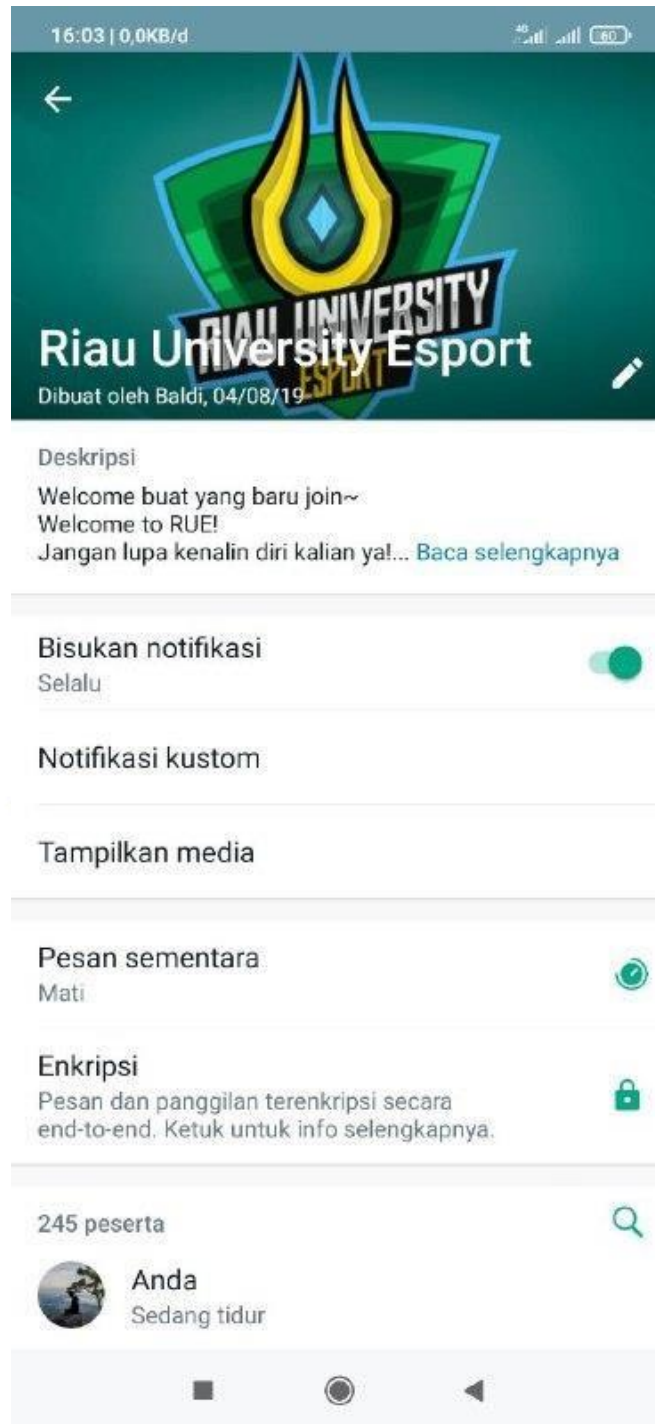 16:03 | 0,0KB/d
4G
60
RIAU UNIVERSITY
ESPORT
Riau University Esport
Dibuat oleh Baldi, 04/08/19
Deskripsi
Welcome buat yang baru join~
Welcome to RUE!
Jangan lupa kenalin diri kalian ya!... Baca selengkapnya
Bisukan notifikasi
Selalu
Notifikasi kustom
Tampilkan media
Pesan sementara
Mati
Enkripsi
Pesan dan panggilan terenkripsi secara
end-to-end. Ketuk untuk info selengkapnya.
245 peserta
Anda
Sedang tidur